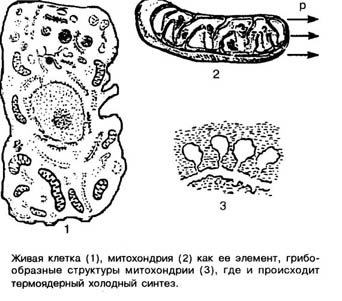 p
2
1
3
Живая клетка (1), митохондрия (2) как ее элемент, грибо-
образные структуры митохондрии (3), где и происходит
термоядерный холодный синтез.